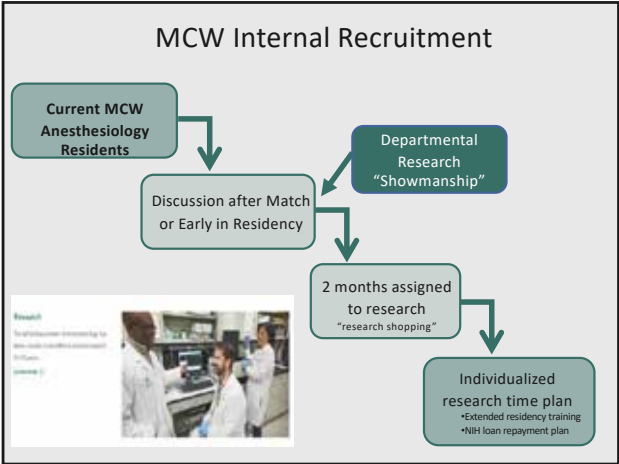 MCW Internal Recruitment
Current MCW
Anesthesiology
Residents
Departmental
Research
“Showmanship”
Discussion after Match
or Early in Residency
2 months assigned
to research
“research shopping”
Research
Individualized
research time plan
•Extended residency training
•NIH loan repayment plan